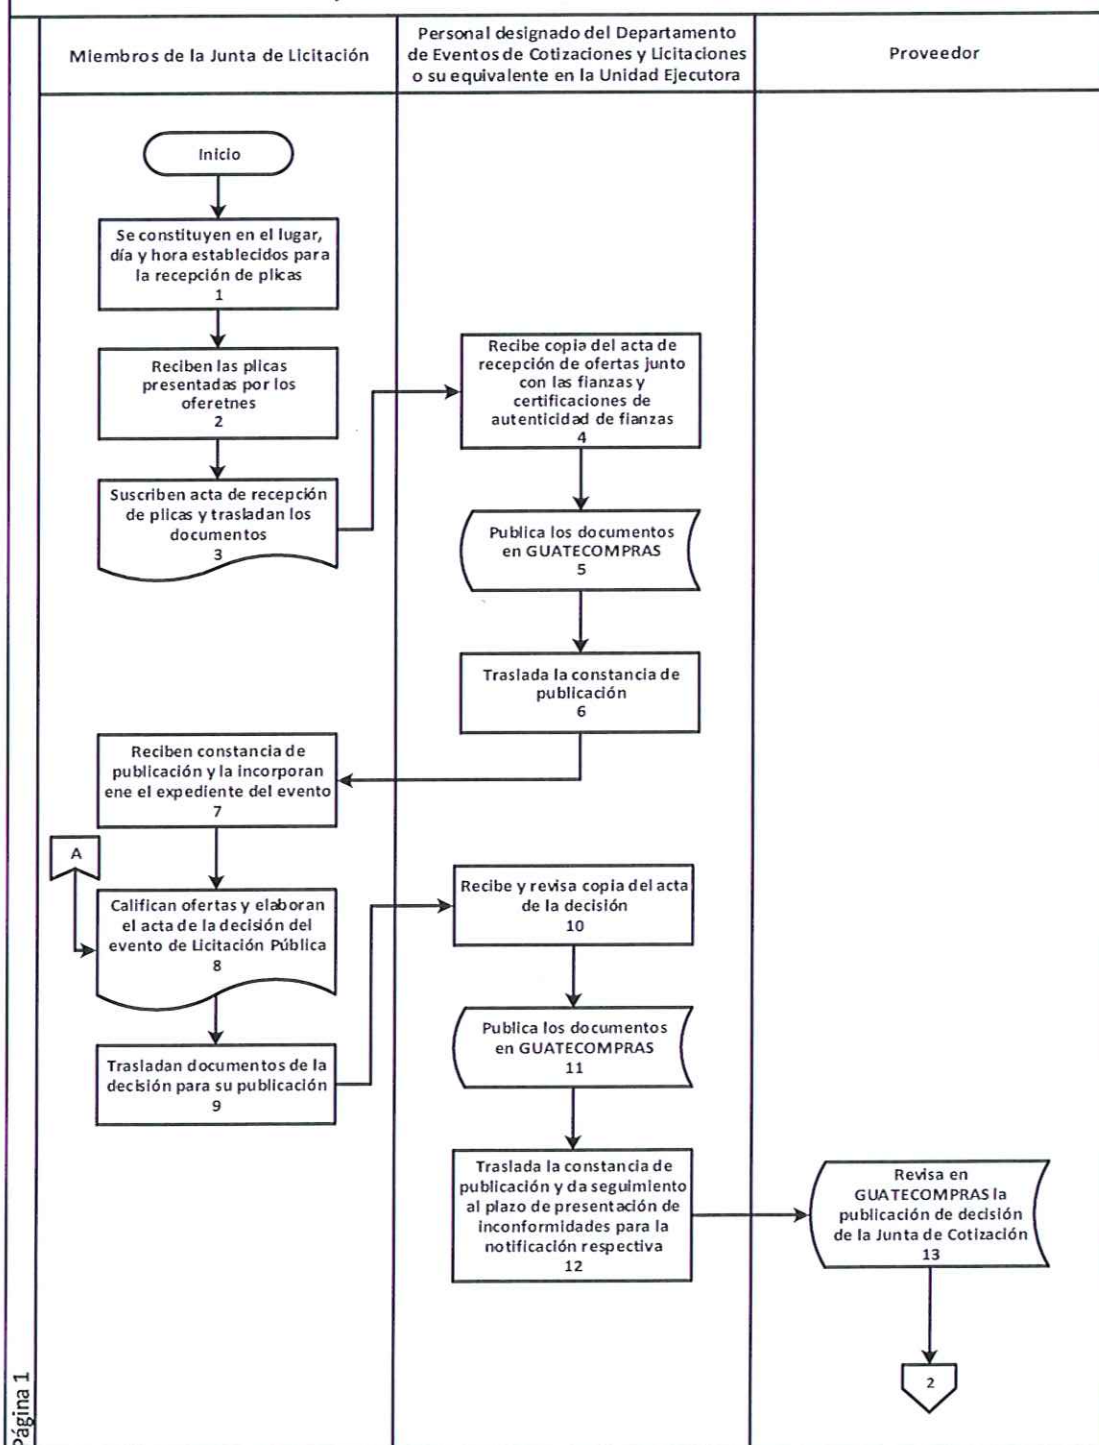 Miembros de la Junta de Licitación
Personal designado del Departamento
de Eventos de Cotizaciones y Licitaciones
o su equivalente en la Unidad Ejecutora
Proveedor
Inicio
Se constituyen en el lugar,
día y hora establecidos para
la recepción de plicas
1
Reciben las plicas
presentadas por los
oferetnes
2
Suscriben acta de recepción
de plicas y trasladan los
documentos
3
Recibe copia del acta de
recepción de ofertas junto
con las fianzas y
certificaciones de
autenticidad de fianzas
4
Publica los documentos
en GUATECOMPRAS
5
Traslada la constancia de
publicación
6
Reciben constancia de
publicación y la incorporan
ene el expediente del evento
7
A
Califican ofertas y elaboran
el acta de la decisión del
evento de Licitación Pública
8
Trasladan documentos de la
decisión para su publicación
9
Recibe y revisa copia del acta
de la decisión
10
Publica los documentos
en GUATECOMPRAS
11
Traslada la constancia de
publicación y da seguimiento
al plazo de presentación de
inconformidades para la
notificación respectiva
12
Revisa en
GUATECOMPRAS la
publicación de decisión
de la Junta de Cotización
13
2
Página 1